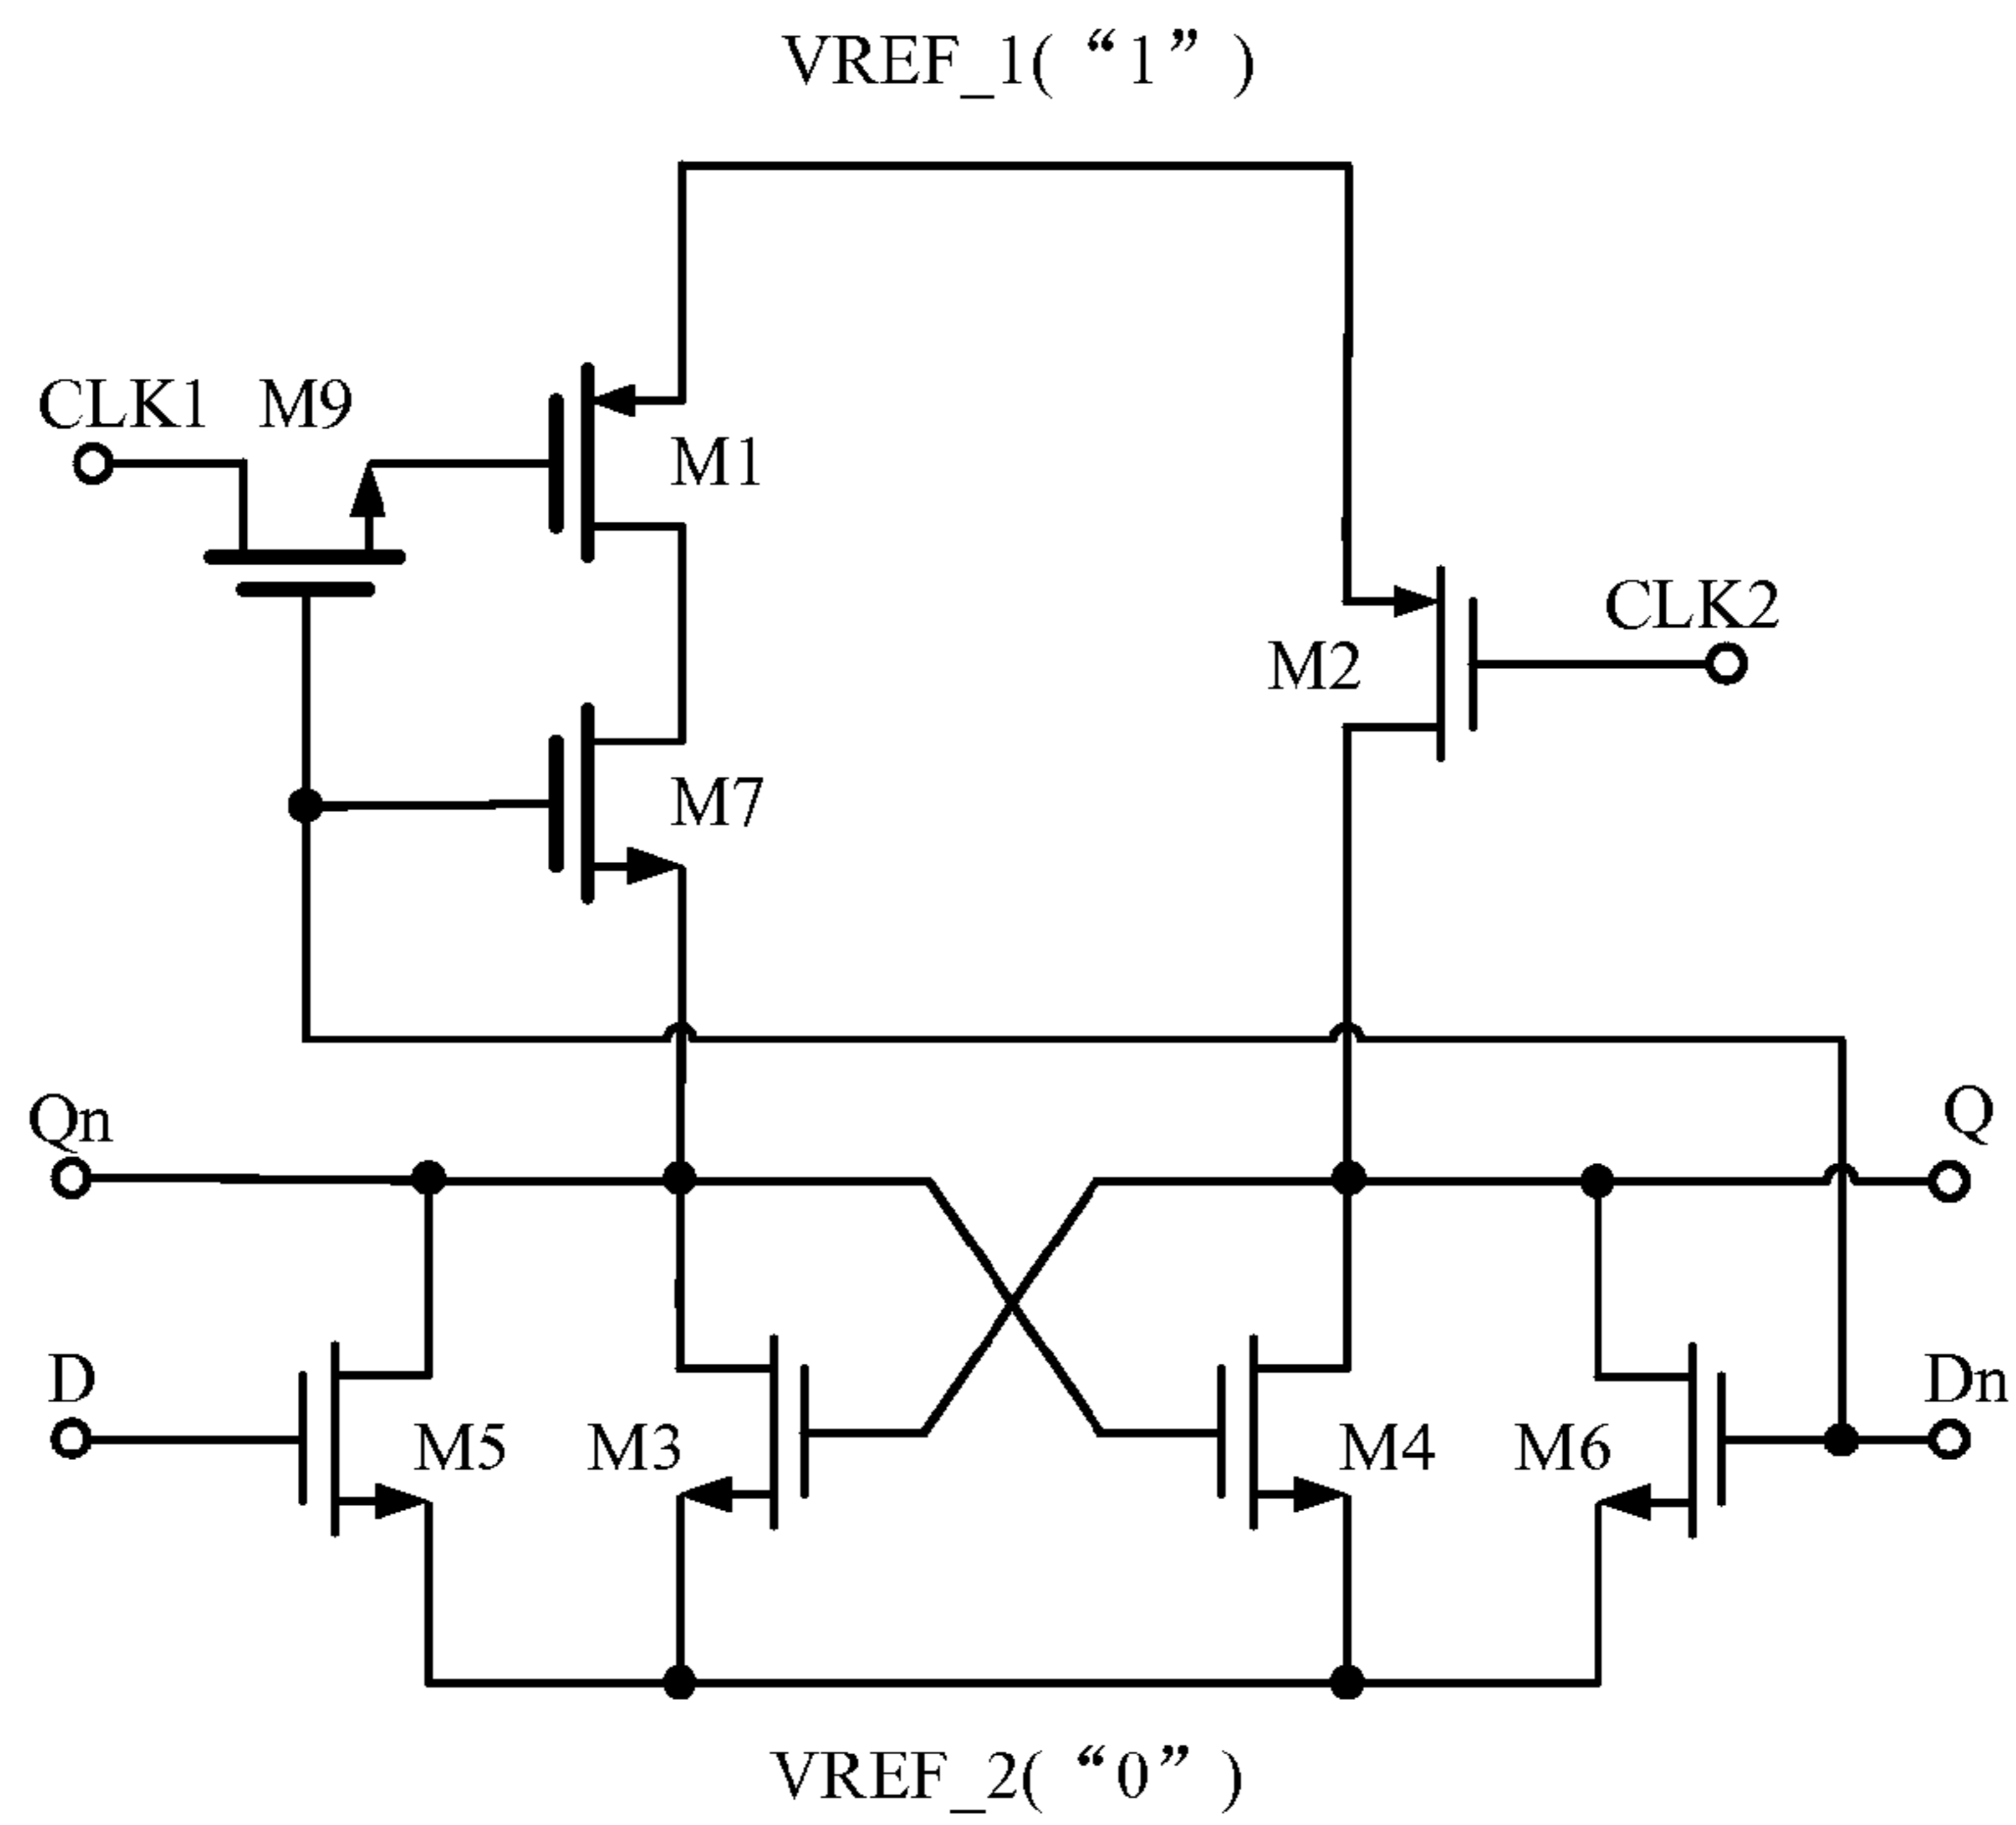 VREF_1(“1”)
CLK1 M9
M1
CLK2
M2
M7
Qn
Q
D
Dn
M5 M3 M4 M6
VREF_2(“0”)